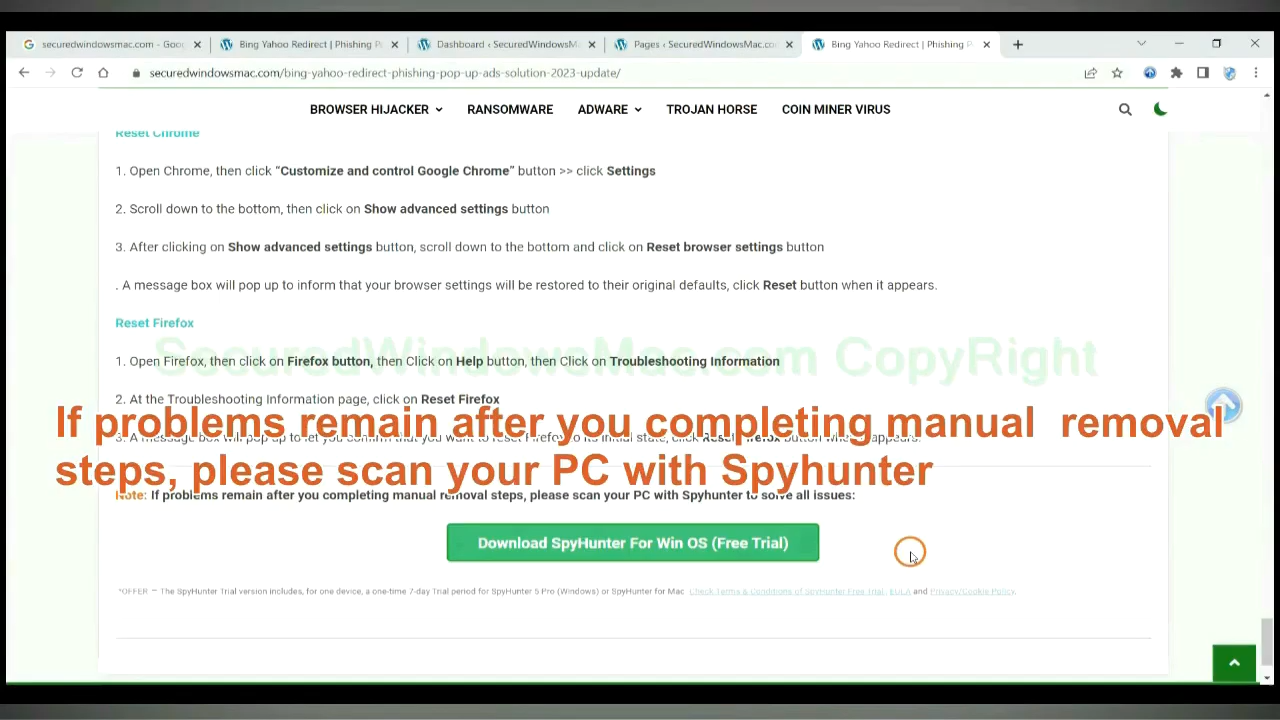 securedwindowsmac.com - Goo
Bing Yahoo Redirect | Phishing P
Dashboard ‹ SecuredWindowsM
Pages ‹ SecuredWindowsMac.co
Bing Yahoo Redirect | Phishing P
securedwindowsmac.com/bing-yahoo-redirect-phishing-pop-up-ads-solution-2023-update/
BROWSER HIJACKER RANSOMWARE ADWARE TROJAN HORSE COIN MINER VIRUS
Reset Chrome
1. Open Chrome, then click “Customize and control Google Chrome” button >> click Settings
2. Scroll down to the bottom, then click on Show advanced settings button
3. After clicking on Show advanced settings button, scroll down to the bottom and click on Reset browser settings button
. A message box will pop up to inform that your browser settings will be restored to their original defaults, click Reset button when it appears.
Reset Firefox
SecuredWindowsMac.com CopyRight
1. Open Firefox, then click on Firefox button, then Click on Help button, then Click on Troubleshooting Information
2. At the Troubleshooting Information page, click on Reset Firefox
If problems remain after you completing manual removal
3. A message box will pop up to let you confirm that you want to reset Firefox to its initial state, click Reset Firefox button when it appears.
steps, please scan your PC with Spyhunter
Note: If problems remain after you completing manual removal steps, please scan your PC with Spyhunter to solve all issues:
Download SpyHunter For Win OS (Free Trial)
*OFFER – The SpyHunter Trial version includes, for one device, a one-time 7-day Trial period for SpyHunter 5 Pro (Windows) or SpyHunter for Mac. Check Terms & Conditions of SpyHunter Free Trial, EULA and Privacy/Cookie Policy.